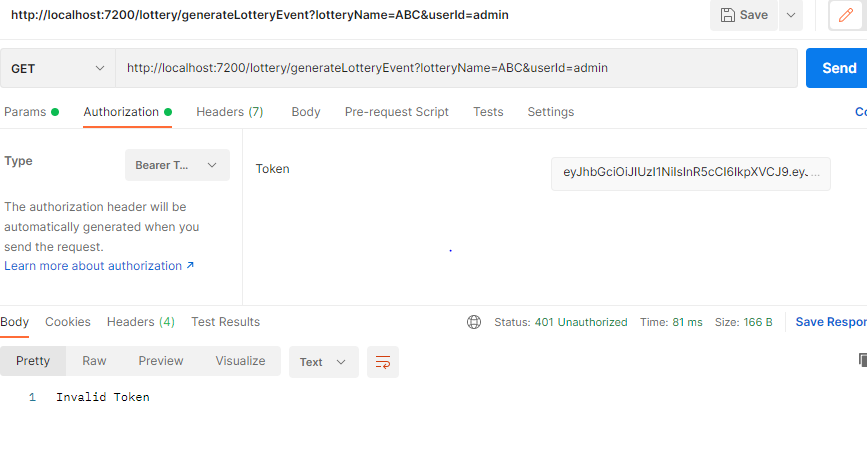 http://localhost:7200/lottery/generateLotteryEvent?lotteryName=ABC&userId=admin
Save
GET
http://localhost:7200/lottery/generateLotteryEvent?lotteryName=ABC&userId=admin
Send
Params
Authorization
Headers (7)
Body
Pre-request Script
Tests
Settings
Co
Type
Bearer T...
The authorization header will be
automatically generated when you
send the request.
Learn more about authorization ↗
Token
eyJhbGciOiJIUzI1NiIsInR5cCI6IkpXVCJ9.eyJ...
Body
Cookies
Headers (4)
Test Results
Status: 401 Unauthorized
Time: 81 ms
Size: 166 B
Save Respon
Pretty
Raw
Preview
Visualize
Text
1
Invalid Token